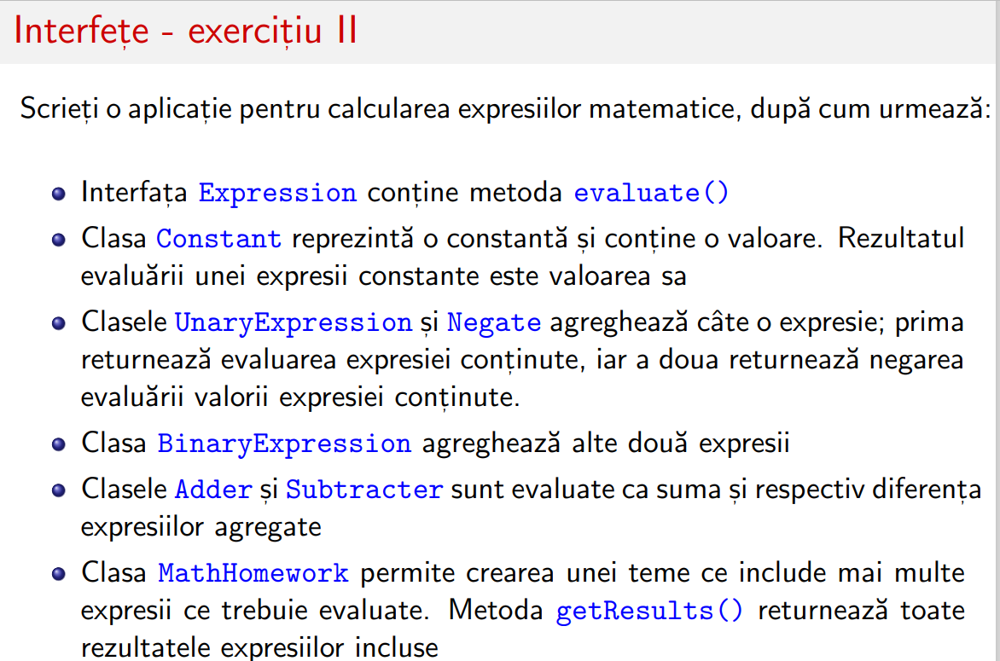 Interfețe - exercițiu II
Scrieți o aplicație pentru calcularea expresiilor matematice, după cum urmează:
Interfața Expression conține metoda evaluate()
Clasa Constant reprezintă o constantă și conține o valoare. Rezultatul
evaluării unei expresii constante este valoarea sa
Clasele UnaryExpression și Negate agreghează câte o expresie; prima
returnează evaluarea expresiei conținute, iar a doua returnează negarea
evaluării valorii expresiei conținute.
Clasa BinaryExpression agreghează alte două expresii
Clasele Adder și Subtracter sunt evaluate ca suma și respectiv diferența
expresiilor agregate
Clasa MathHomework permite crearea unei teme ce include mai multe
expresii ce trebuie evaluate. Metoda getResults() returnează toate
rezultatele expresiilor incluse